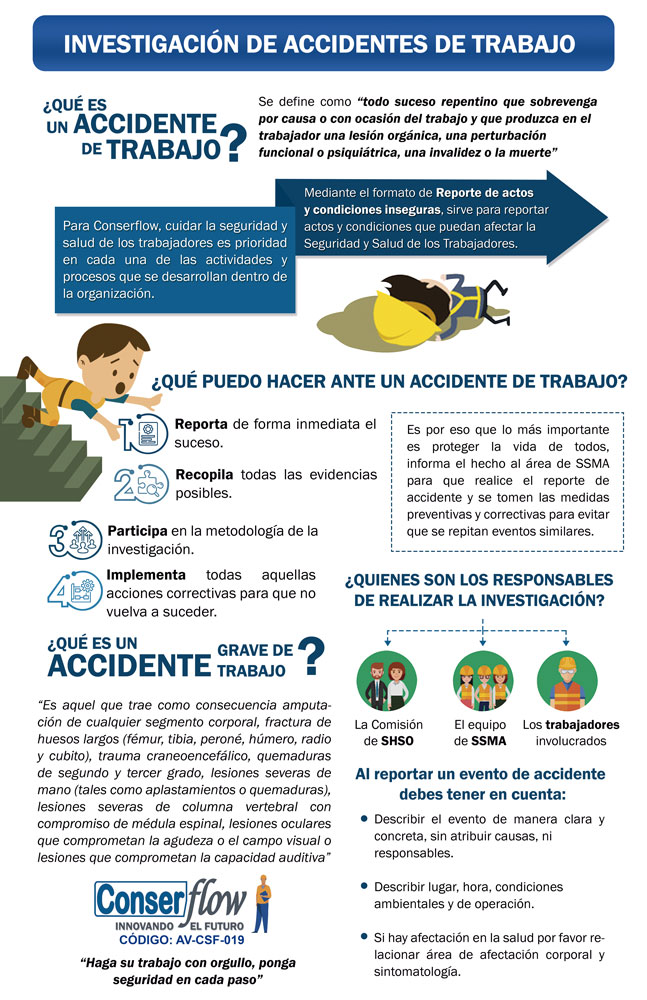 INVESTIGACIÓN DE ACCIDENTES DE TRABAJO
¿QUÉ ES
UN ACCIDENTE
DE TRABAJO?
Se define como “todo suceso repentino que sobrevenga
por causa o con ocasión del trabajo y que produzca en el
trabajador una lesión orgánica, una perturbación
funcional o psiquiátrica, una invalidez o la muerte”
Para Conserflow, cuidar la seguridad y
salud de los trabajadores es prioridad
en cada una de las actividades y
procesos que se desarrollan dentro de
la organización.
Mediante el formato de Reporte de actos
y condiciones inseguras, sirve para reportar
actos y condiciones que puedan afectar la
Seguridad y Salud de los Trabajadores.
¿QUÉ PUEDO HACER ANTE UN ACCIDENTE DE TRABAJO?
1 Reporta de forma inmediata el
suceso.
2 Recopila todas las evidencias
posibles.
3 Participa en la metodología de la
investigación.
4 Implementa todas aquellas
acciones correctivas para que no
vuelva a suceder.
Es por eso que lo más importante
es proteger la vida de todos,
informa el hecho al área de SSMA
para que realice el reporte de
accidente y se tomen las medidas
preventivas y correctivas para evitar
que se repitan eventos similares.
¿QUÉ ES UN
ACCIDENTE GRAVE DE
TRABAJO ?
“Es aquel que trae como consecuencia amputa-
ción de cualquier segmento corporal, fractura de
huesos largos (fémur, tibia, peroné, húmero, radio
y cubito), trauma craneoencefálico, quemaduras
de segundo y tercer grado, lesiones severas de
mano (tales como aplastamientos o quemaduras),
lesiones severas de columna vertebral con
compromiso de médula espinal, lesiones oculares
que comprometan la agudeza o el campo visual o
lesiones que comprometan la capacidad auditiva”
Conserflow
INNOVANDO EL FUTURO
CÓDIGO: AV-CSF-019
“Haga su trabajo con orgullo, ponga
seguridad en cada paso”
¿QUIENES SON LOS RESPONSABLES
DE REALIZAR LA INVESTIGACIÓN?
La Comisión
de SHSO
El equipo
de SSMA
Los trabajadores
involucrados
Al reportar un evento de accidente
debes tener en cuenta:
• Describir el evento de manera clara y
concreta, sin atribuir causas, ni
responsables.
• Describir lugar, hora, condiciones
ambientales y de operación.
• Si hay afectación en la salud por favor re-
lacionar área de afectación corporal y
sintomatología.